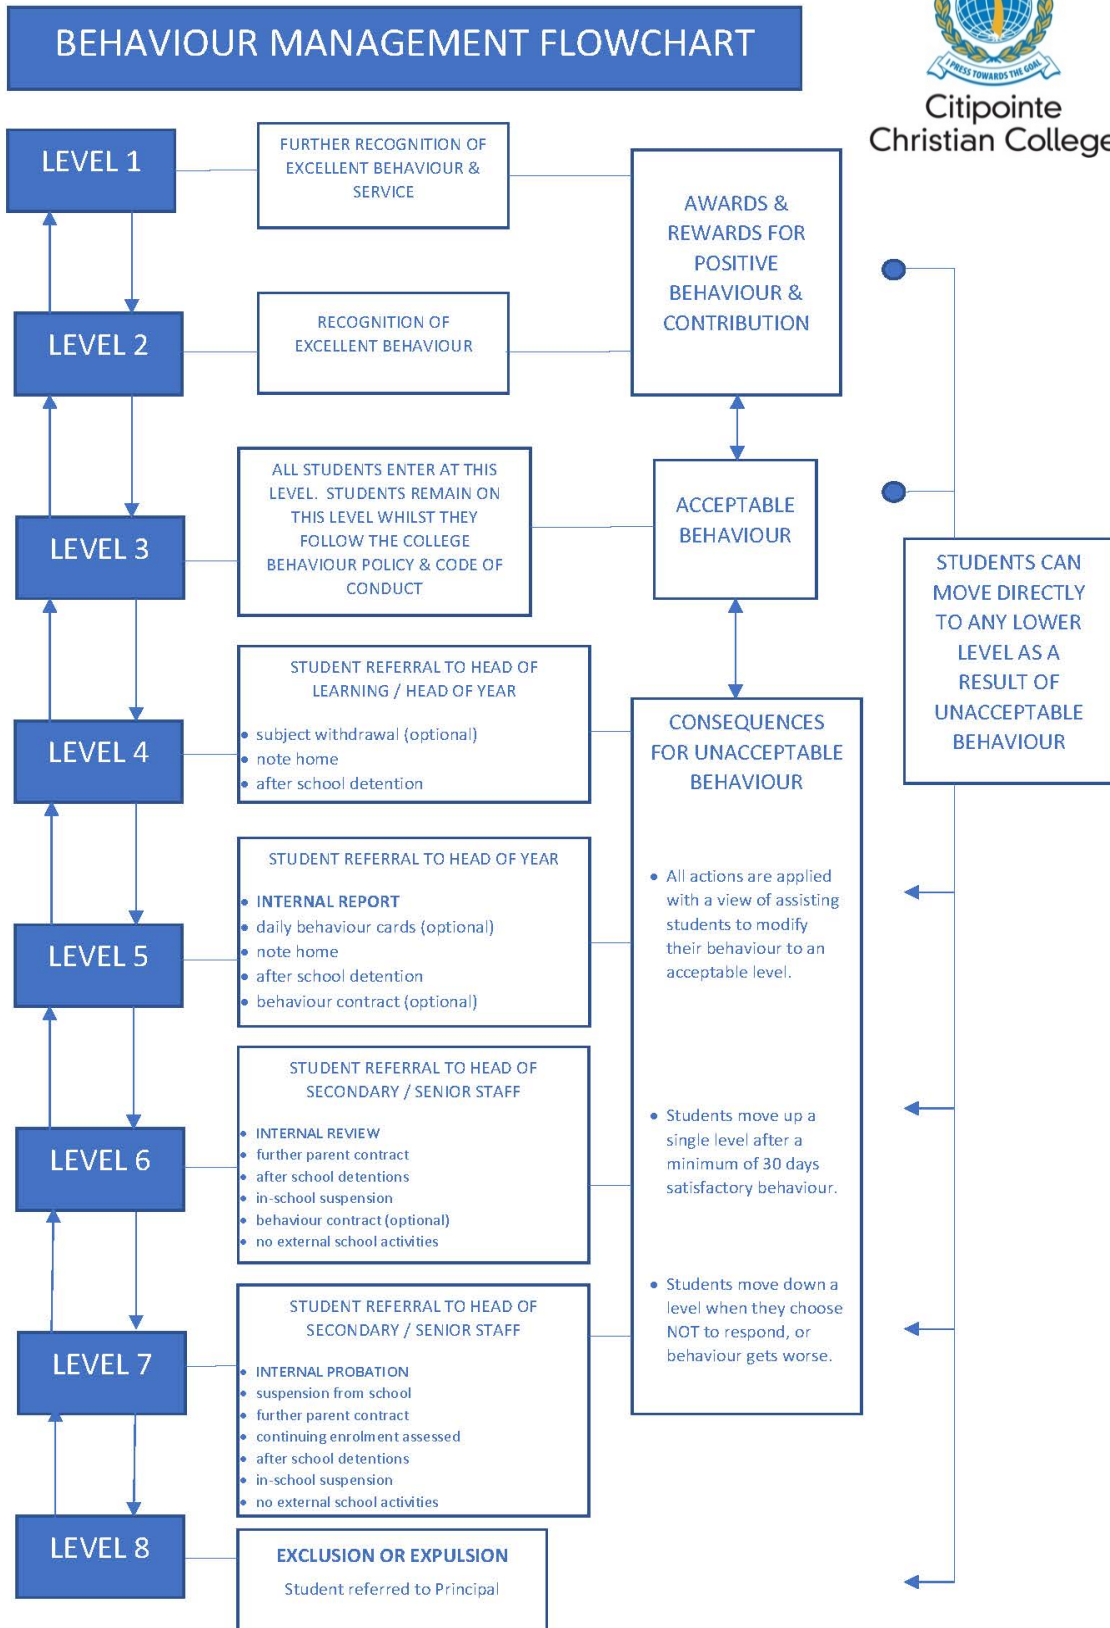 BEHAVIOUR MANAGEMENT FLOWCHART
I PRESS TOWARDS THE GOAL
Citipointe
Christian College
LEVEL 1
FURTHER RECOGNITION OF
EXCELLENT BEHAVIOUR &
SERVICE
AWARDS &
REWARDS FOR
POSITIVE
BEHAVIOUR &
CONTRIBUTION
LEVEL 2
RECOGNITION OF
EXCELLENT BEHAVIOUR
LEVEL 3
ALL STUDENTS ENTER AT THIS
LEVEL. STUDENTS REMAIN ON
THIS LEVEL WHILST THEY
FOLLOW THE COLLEGE
BEHAVIOUR POLICY & CODE OF
CONDUCT
ACCEPTABLE
BEHAVIOUR
STUDENTS CAN
MOVE DIRECTLY
TO ANY LOWER
LEVEL AS A
RESULT OF
UNACCEPTABLE
BEHAVIOUR
LEVEL 4
STUDENT REFERRAL TO HEAD OF
LEARNING / HEAD OF YEAR
• subject withdrawal (optional)
• note home
• after school detention
CONSEQUENCES
FOR UNACCEPTABLE
BEHAVIOUR
• All actions are applied
with a view of assisting
students to modify
their behaviour to an
acceptable level.
• Students move up a
single level after a
minimum of 30 days
satisfactory behaviour.
• Students move down a
level when they choose
NOT to respond, or
behaviour gets worse.
LEVEL 5
STUDENT REFERRAL TO HEAD OF YEAR
• INTERNAL REPORT
• daily behaviour cards (optional)
• note home
• after school detention
• behaviour contract (optional)
LEVEL 6
STUDENT REFERRAL TO HEAD OF
SECONDARY / SENIOR STAFF
• INTERNAL REVIEW
• further parent contract
• after school detentions
• in-school suspension
• behaviour contract (optional)
• no external school activities
LEVEL 7
STUDENT REFERRAL TO HEAD OF
SECONDARY / SENIOR STAFF
• INTERNAL PROBATION
• suspension from school
• further parent contract
• continuing enrolment assessed
• after school detentions
• in-school suspension
• no external school activities
LEVEL 8
EXCLUSION OR EXPULSION
Student referred to Principal